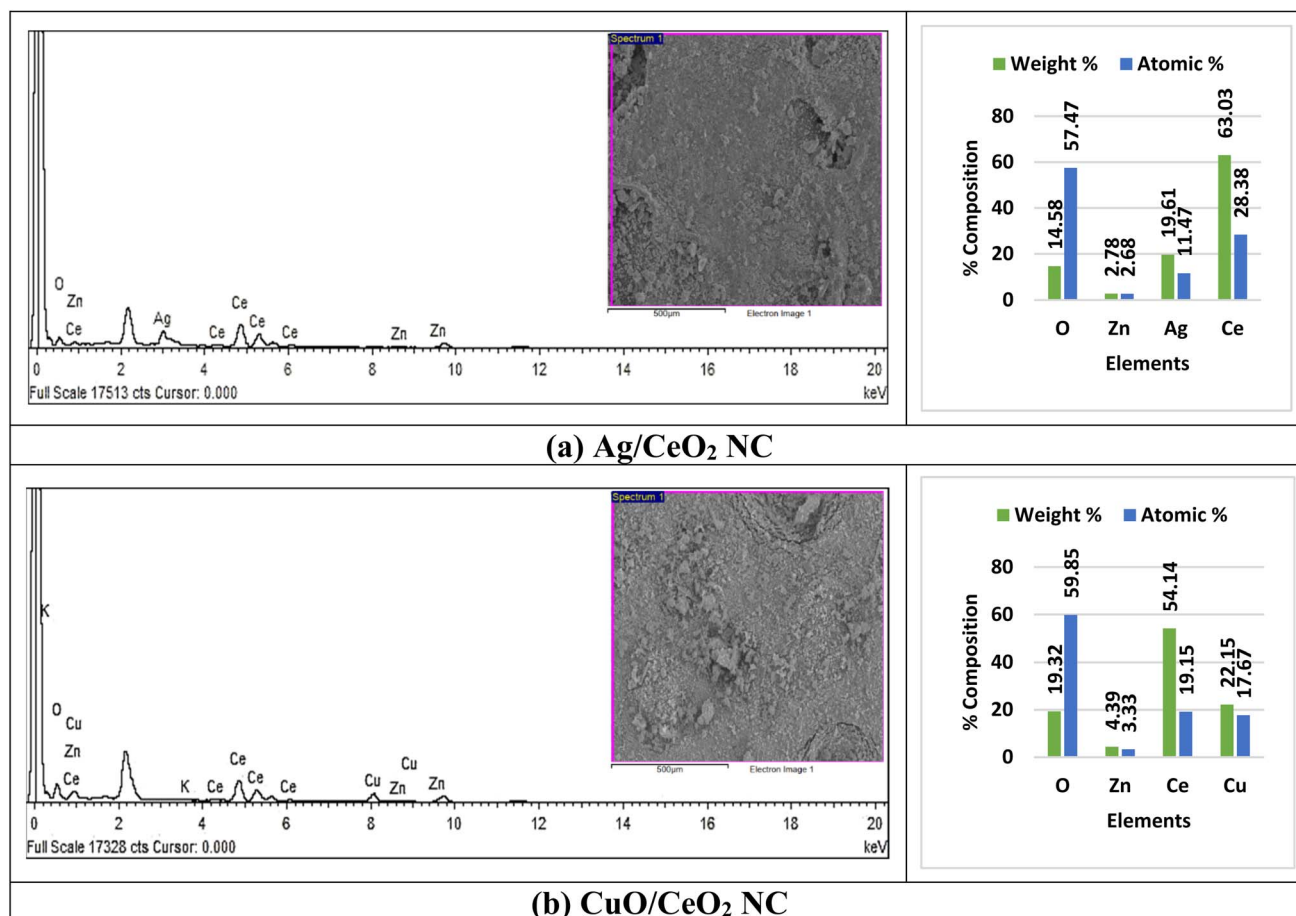 Spectrum 1
O
Zn
Ce
Ag
Ce
Ce
Ce
Ce
Zn
Zn
500µm Electron Image 1
0 2 4 6 8 10 12 14 16 18 20
Full Scale 17513 cts Cursor: 0.000 keV
Weight % Atomic %
% Composition
80
60
40
20
0
14.58
57.47
2.78
2.68
19.61
11.47
63.03
28.38
O Zn Ag Ce
Elements
(a) Ag/CeO₂ NC
Spectrum 1
K
O
Cu
Zn
Ce
K
Ce
Ce
Ce
Ce
Cu
Cu
Zn
Zn
500µm Electron Image 1
0 2 4 6 8 10 12 14 16 18 20
Full Scale 17328 cts Cursor: 0.000 keV
Weight % Atomic %
% Composition
80
60
40
20
0
19.32
59.85
4.39
3.33
54.14
19.15
22.15
17.67
O Zn Ce Cu
Elements
(b) CuO/CeO₂ NC